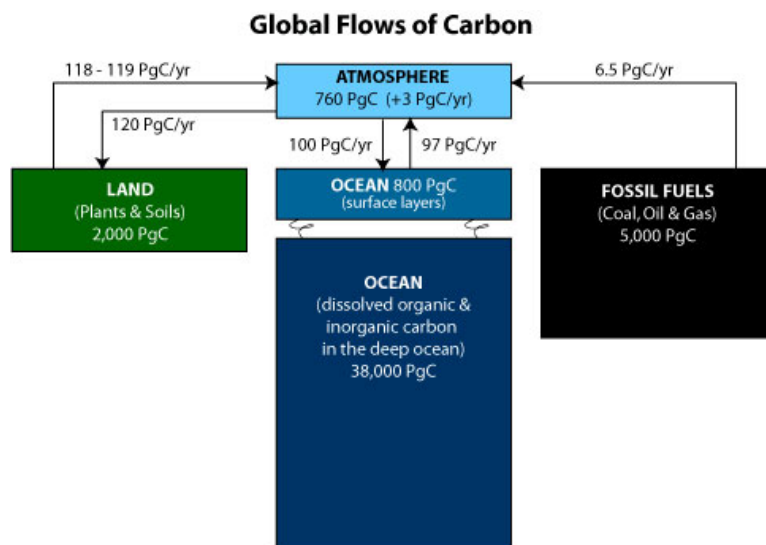 Global Flows of Carbon
118 - 119 PgC/yr
ATMOSPHERE
760 PgC (+3 PgC/yr)
6.5 PgC/yr
120 PgC/yr
100 PgC/yr
97 PgC/yr
LAND
(Plants & Soils)
2,000 PgC
OCEAN 800 PgC
(surface layers)
FOSSIL FUELS
(Coal, Oil & Gas)
5,000 PgC
OCEAN
(dissolved organic &
inorganic carbon
in the deep ocean)
38,000 PgC